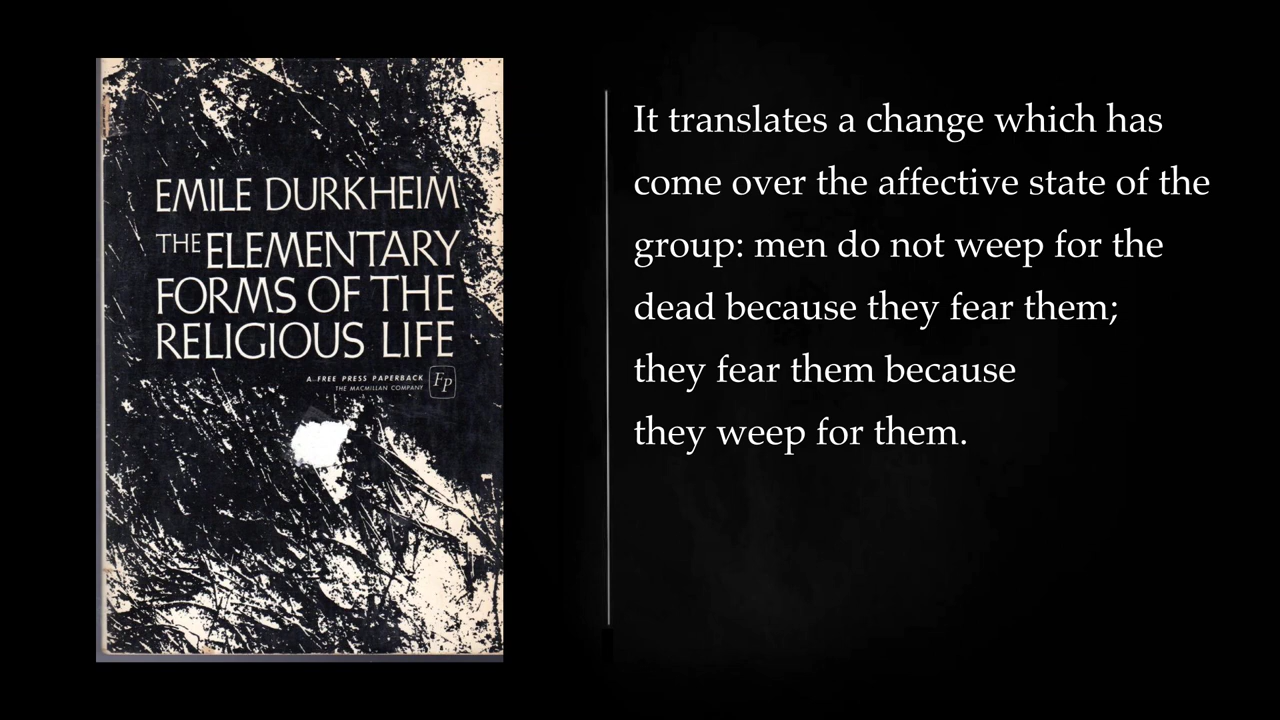 EMILE DURKHEIM
THE ELEMENTARY
FORMS OF THE
RELIGIOUS LIFE
A FREE PRESS PAPERBACK
THE MACMILLAN COMPANY
FP
It translates a change which has
come over the affective state of the
group: men do not weep for the
dead because they fear them;
they fear them because
they weep for them.